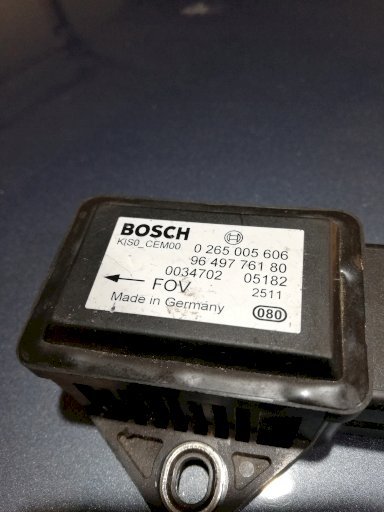 BOSCH
KIS0_CEM00 0 265 005 606
96 497 761 80
0034702 05182
← FOV 2511
Made in Germany 080